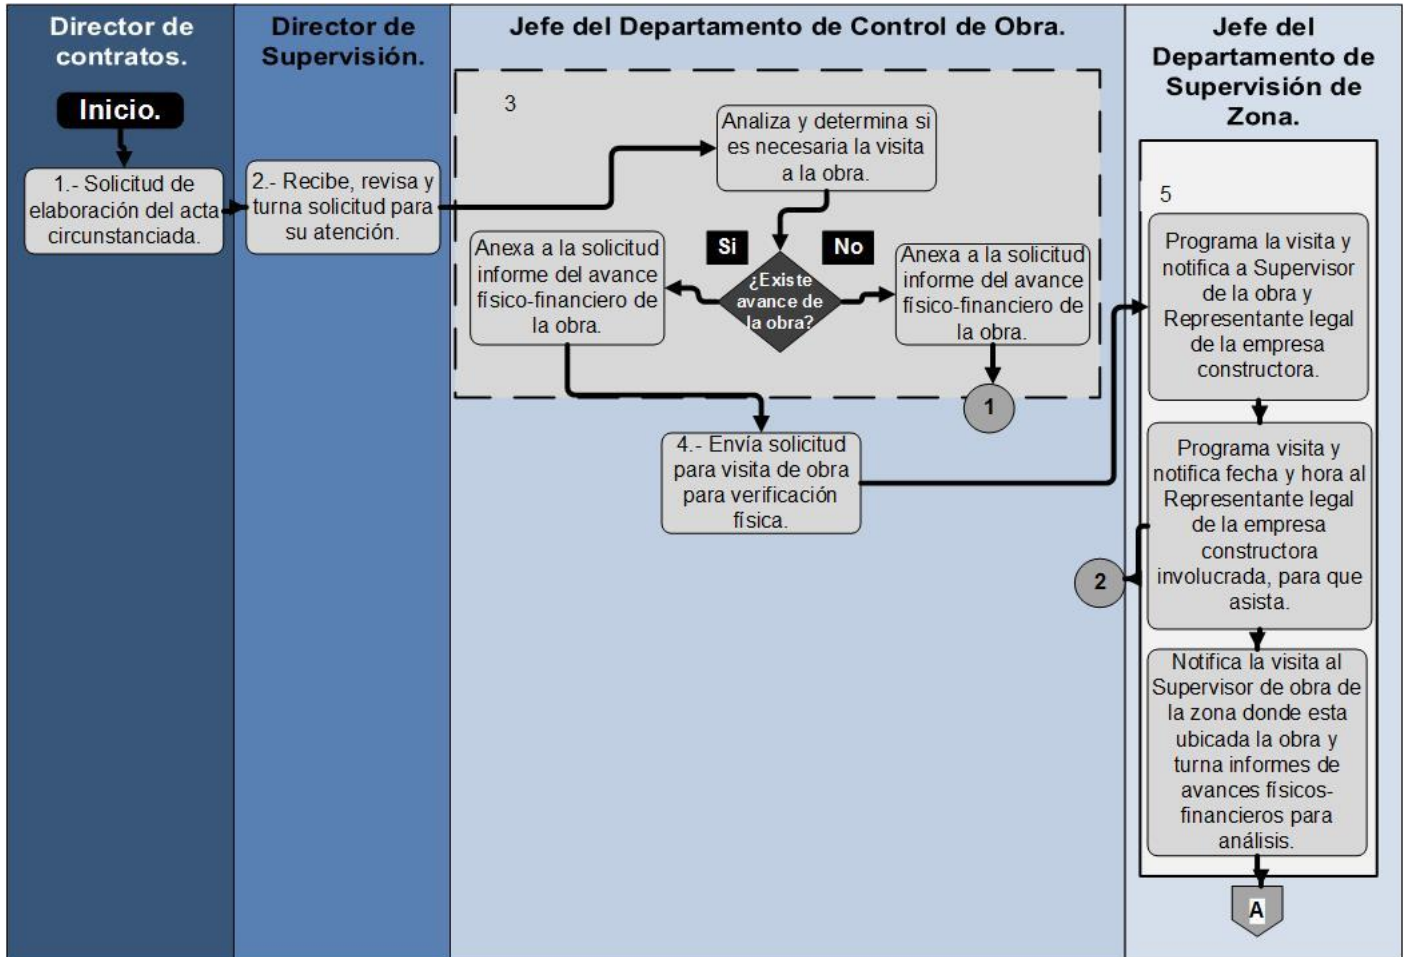 Director de
contratos.
Inicio.
1.- Solicitud de
elaboración del acta
circunstanciada.
Director de
Supervisión.
2.- Recibe, revisa y
turna solicitud para
su atención.
Jefe del Departamento de Control de Obra.
3
Analiza y determina si
es necesaria la visita
a la obra.
Si
No
¿Existe
avance de
la obra?
Anexa a la solicitud
informe del avance
físico-financiero de
la obra.
Anexa a la solicitud
informe del avance
físico-financiero de
la obra.
1
4.- Envía solicitud
para visita de obra
para verificación
física.
Jefe del
Departamento de
Supervisión de
Zona.
5
Programa la visita y
notifica a Supervisor
de la obra y
Representante legal
de la empresa
constructora.
Programa visita y
notifica fecha y hora al
Representante legal
de la empresa
constructora
involucrada, para que
asista.
2
Notifica la visita al
Supervisor de obra de
la zona donde esta
ubicada la obra y
turna informes de
avances físicos-
financieros para
análisis.
A